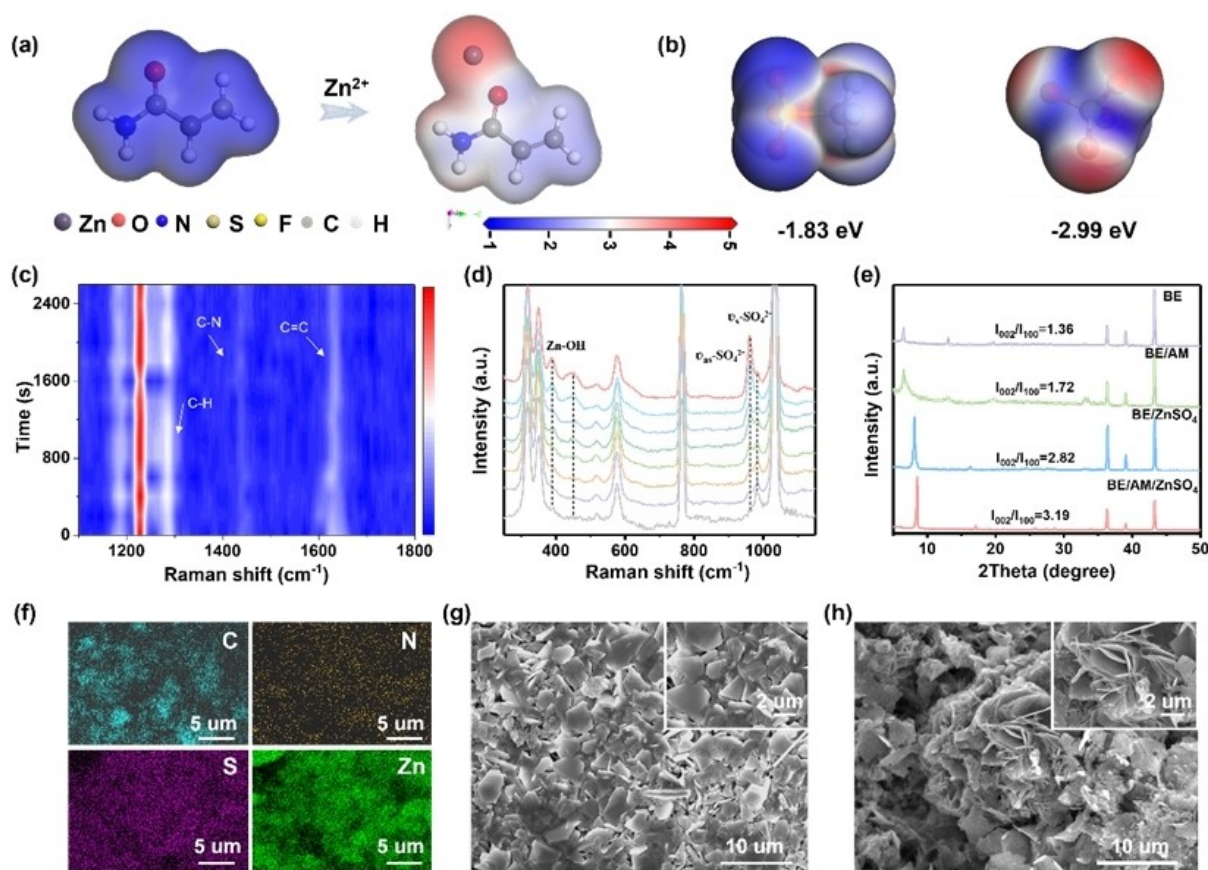 (a)
Zn²⁺
(b)
Zn O N S F C H
1 2 3 4 5
-1.83 eV
-2.99 eV
(c)
Time (s)
2400
1600
800
0
C-N
C=C
C-H
1200 1400 1600 1800
Raman shift (cm⁻¹)
(d)
Intensity (a.u.)
Zn-OH
υₛ-SO₄²⁻
υₐₛ-SO₄²⁻
400 600 800 1000
Raman shift (cm⁻¹)
(e)
Intensity (a.u.)
BE
I₀₀₂/I₁₀₀=1.36
BE/AM
I₀₀₂/I₁₀₀=1.72
BE/ZnSO₄
I₀₀₂/I₁₀₀=2.82
BE/AM/ZnSO₄
I₀₀₂/I₁₀₀=3.19
10 20 30 40 50
2Theta (degree)
(f)
C
5 um
N
5 um
S
5 um
Zn
5 um
(g)
2 um
10 um
(h)
2 um
10 um